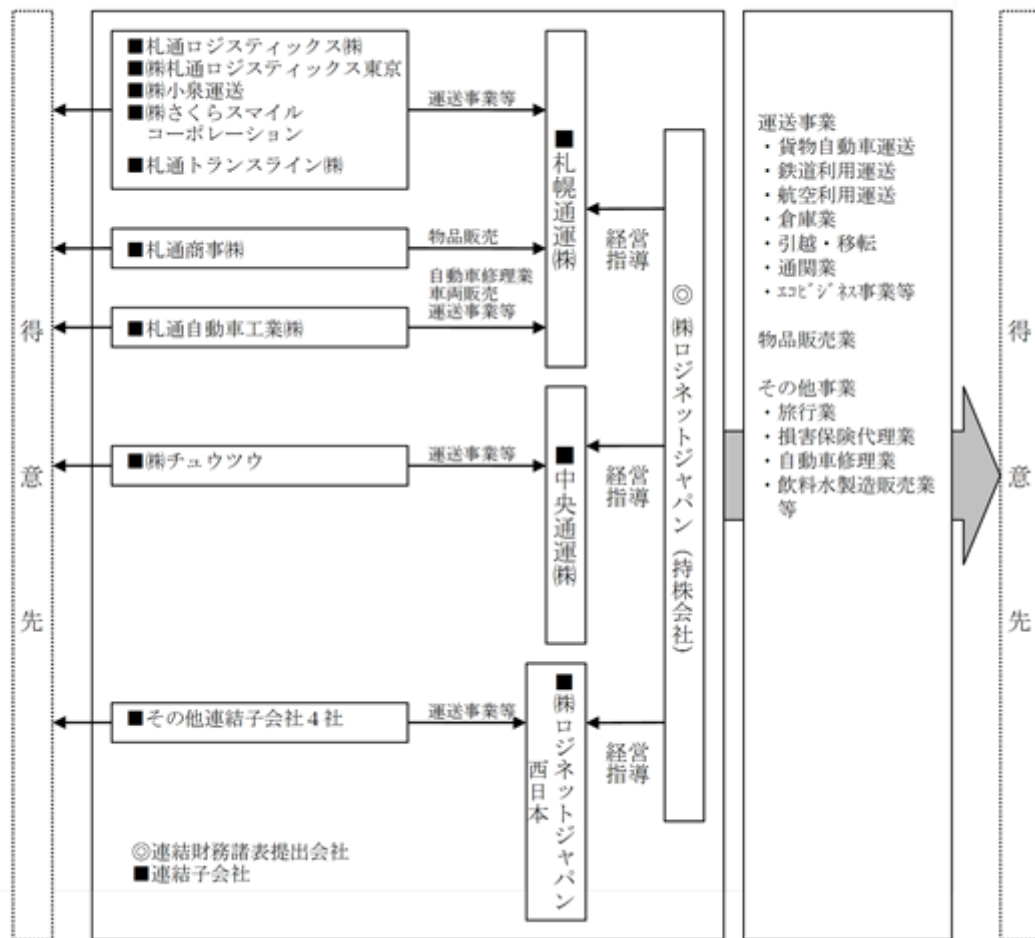 得意先
■札通ロジスティックス㈱
■㈱札通ロジスティックス東京
■㈱小泉運送
■㈱さくらスマイル
コーポレーション
■札通トランスライン㈱
運送事業等
■札通商事㈱
物品販売
自動車修理業
車両販売
運送事業等
■札通自動車工業㈱
■札幌通運㈱
経営
指導
■㈱チュウツウ
運送事業等
■中央通運㈱
経営
指導
■その他連結子会社4社
運送事業等
■㈱ロジネットジャパン
西日本
経営
指導
◎㈱ロジネットジャパン(持株会社)
◎連結財務諸表提出会社
■連結子会社
運送事業
・貨物自動車運送
・鉄道利用運送
・航空利用運送
・倉庫業
・引越・移転
・通関業
・ｴｺﾋﾞｼﾞﾈｽ事業等
物品販売業
その他事業
・旅行業
・損害保険代理業
・自動車修理業
・飲料水製造販売業
等
得意先